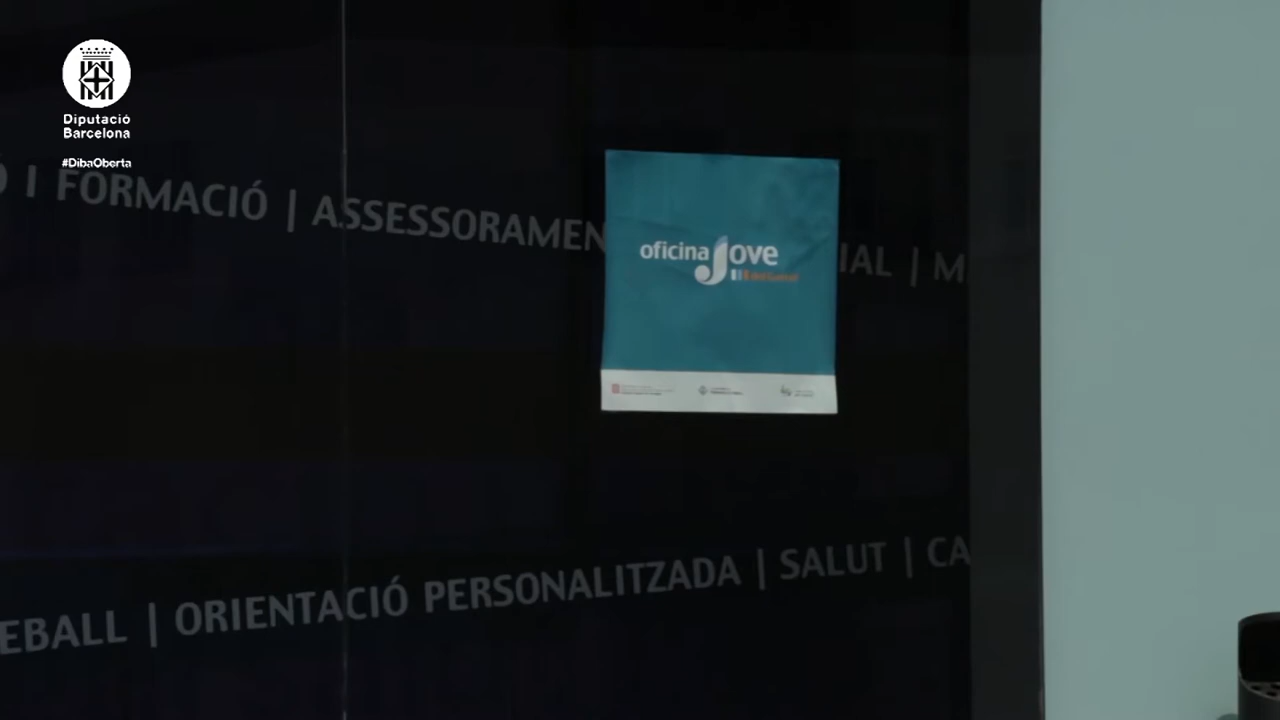 Diputació
Barcelona
#DibaOberta
Ó I FORMACIÓ | ASSESSORAMEN
IAL | M
oficina Jove
EBALL | ORIENTACIÓ PERSONALITZADA | SALUT | CA